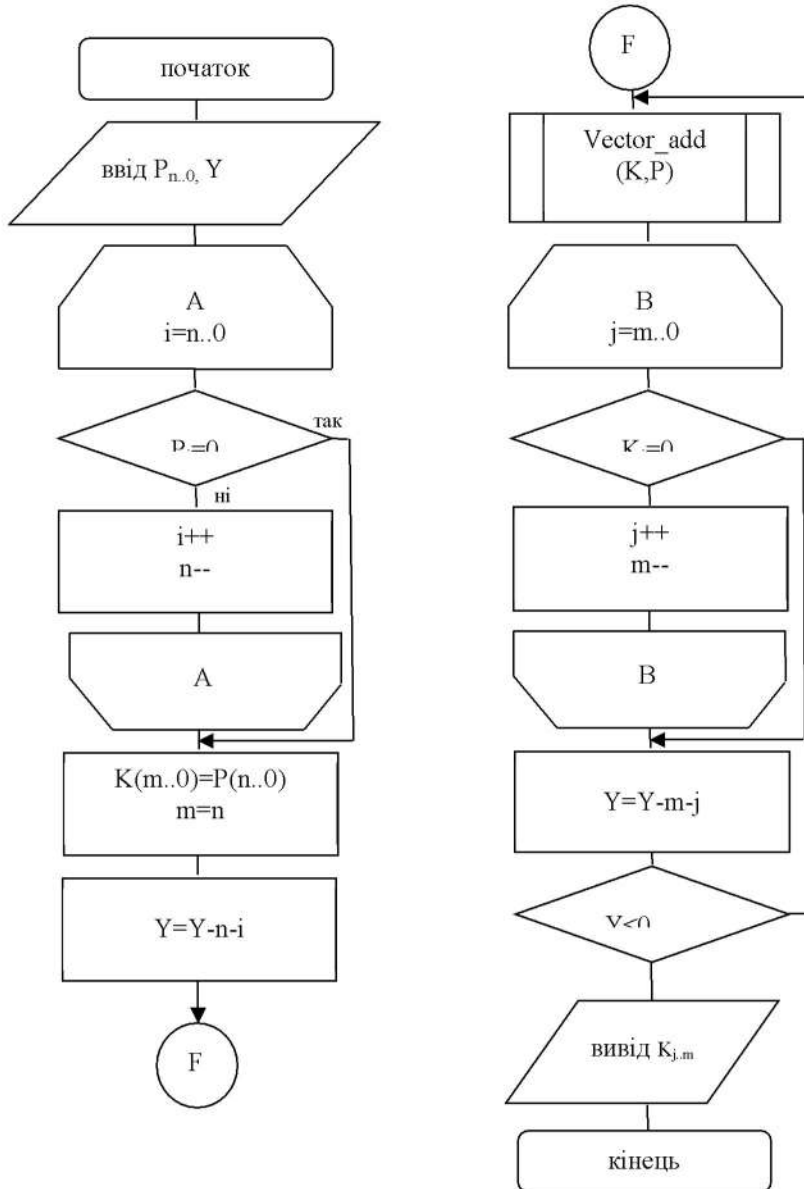 початок
ввід Pn..0, Y
A
i=n..0
так
ні
i++
n--
A
K(m..0)=P(n..0)
m=n
Y=Y-n-i
F
F
Vector_add
(K,P)
B
j=m..0
j++
m--
B
Y=Y-m-j
вивід Kj..m
кінець